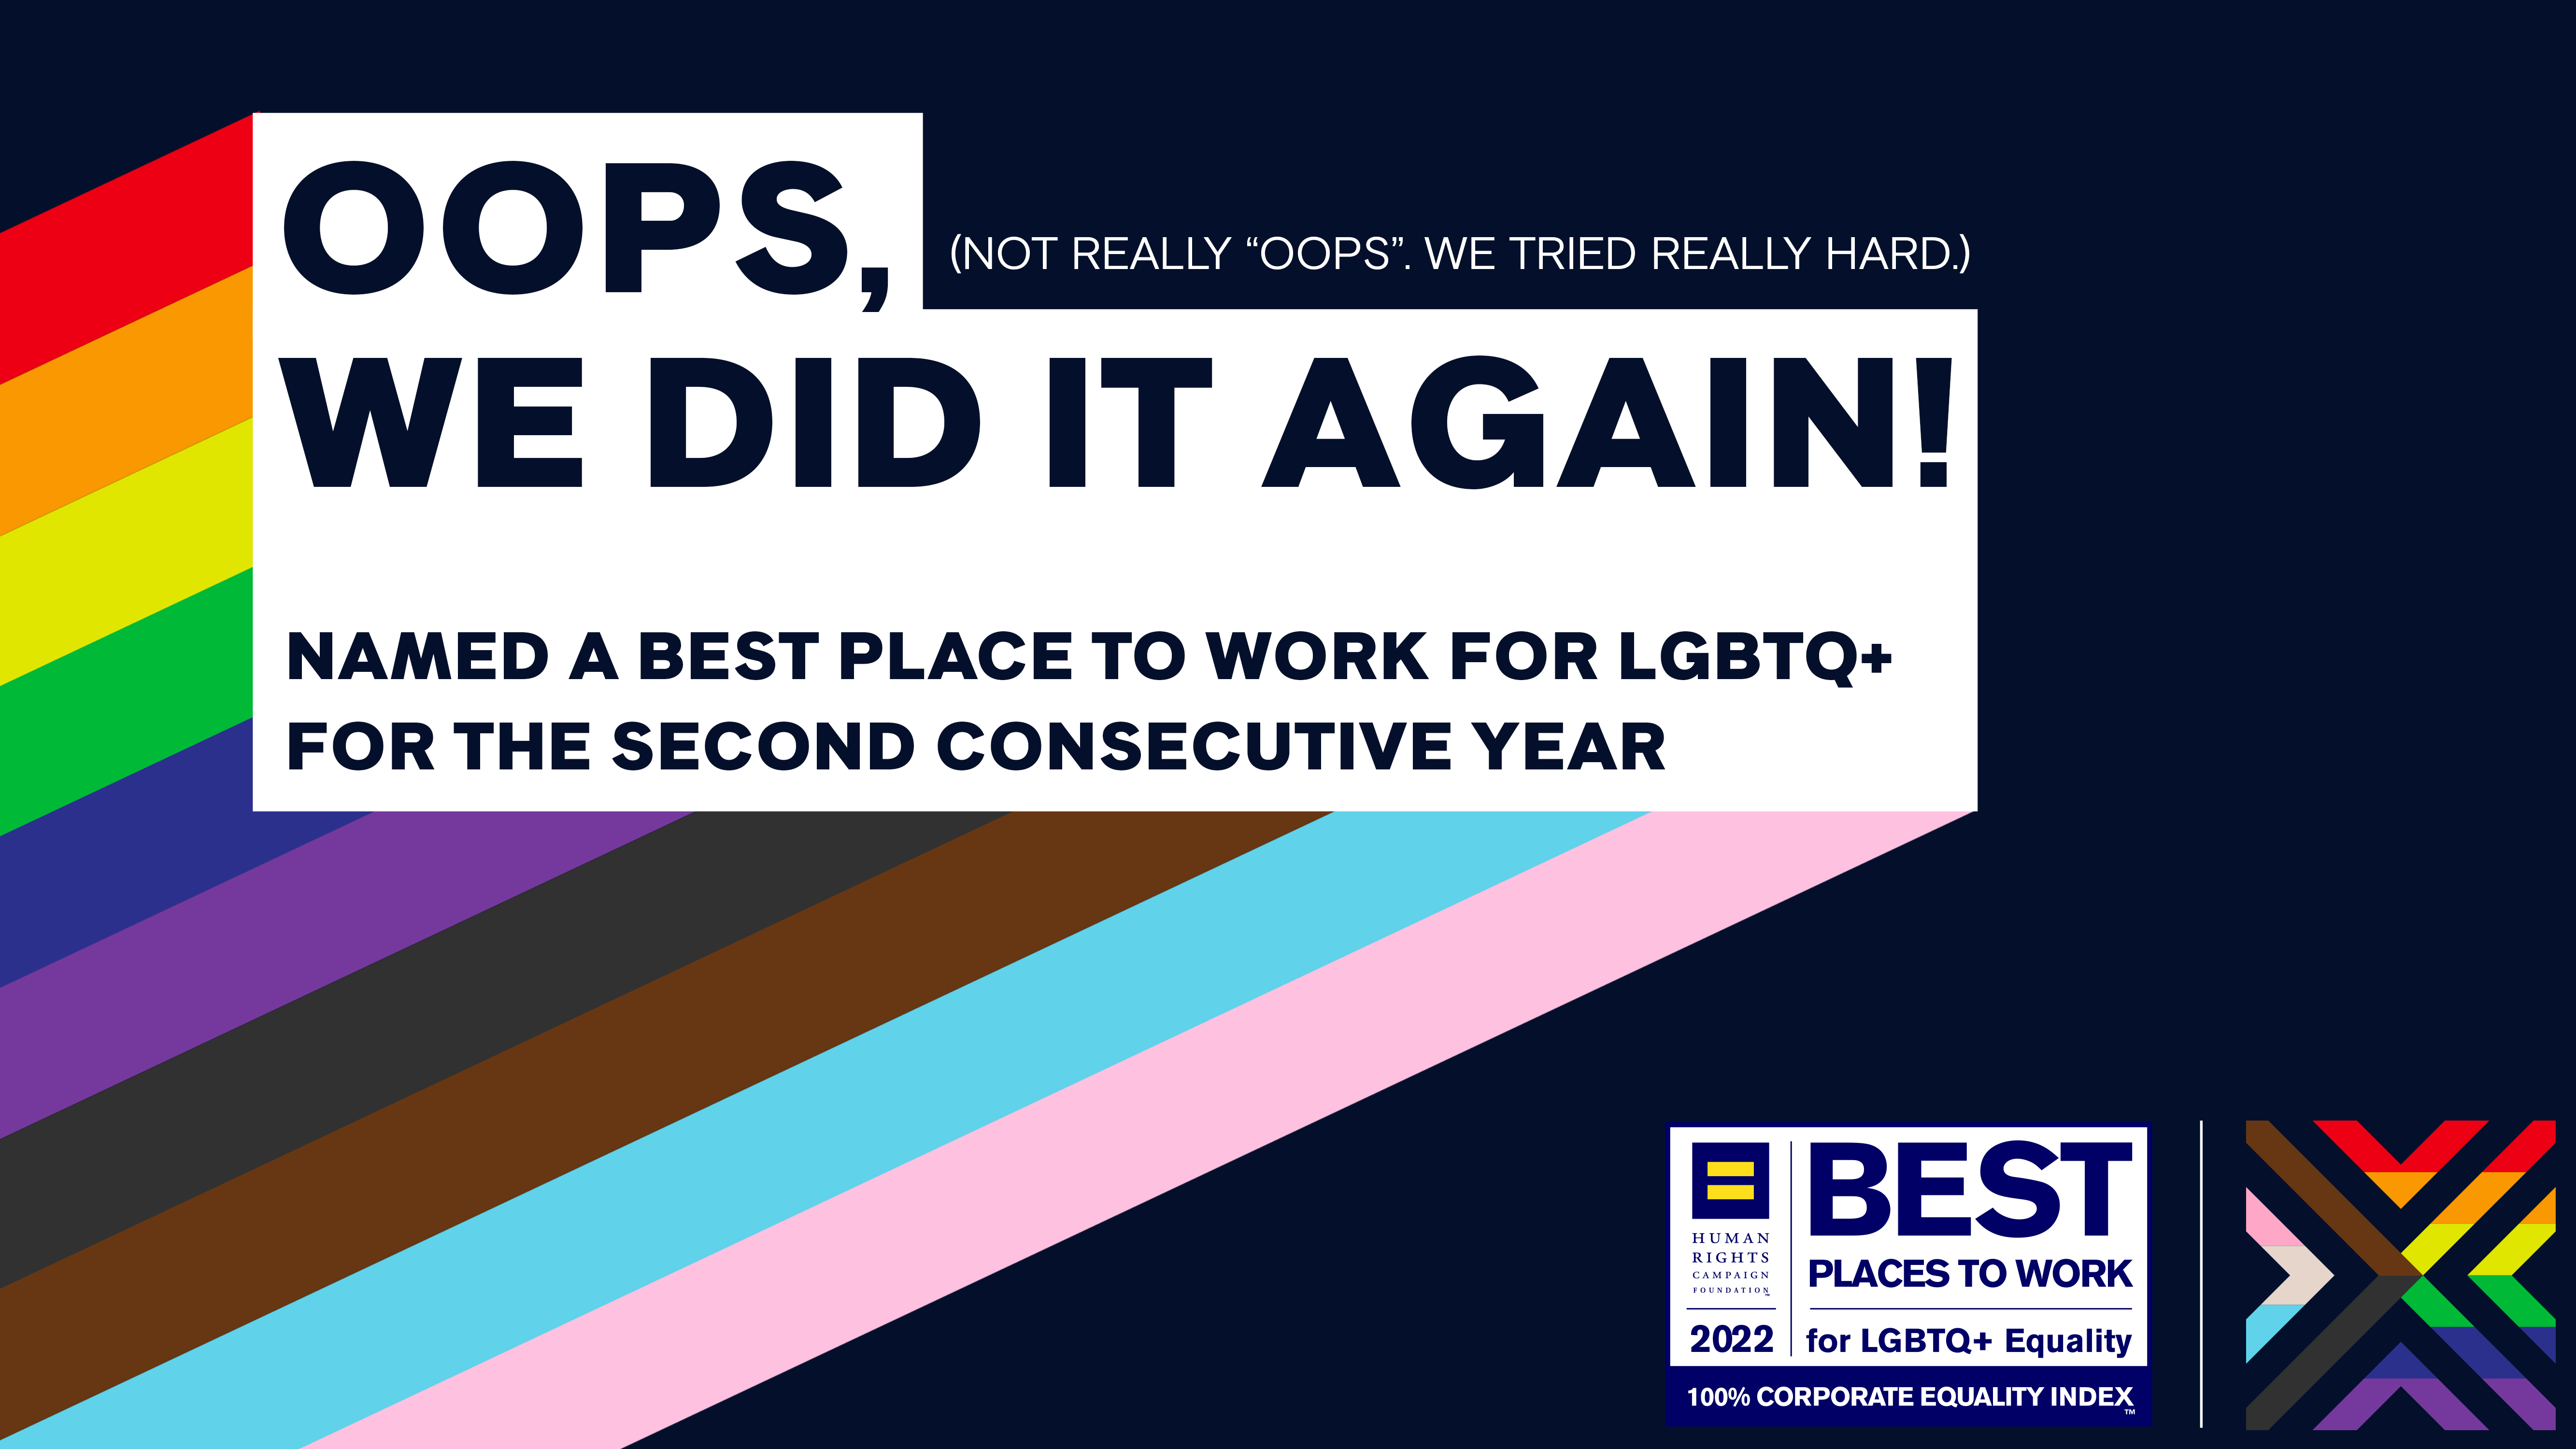 OOPS,
(NOT REALLY “OOPS”. WE TRIED REALLY HARD.)
WE DID IT AGAIN!
NAMED A BEST PLACE TO WORK FOR LGBTQ+
FOR THE SECOND CONSECUTIVE YEAR
HUMAN
RIGHTS
CAMPAIGN
FOUNDATION™
2022
BEST
PLACES TO WORK
for LGBTQ+ Equality
100% CORPORATE EQUALITY INDEX™